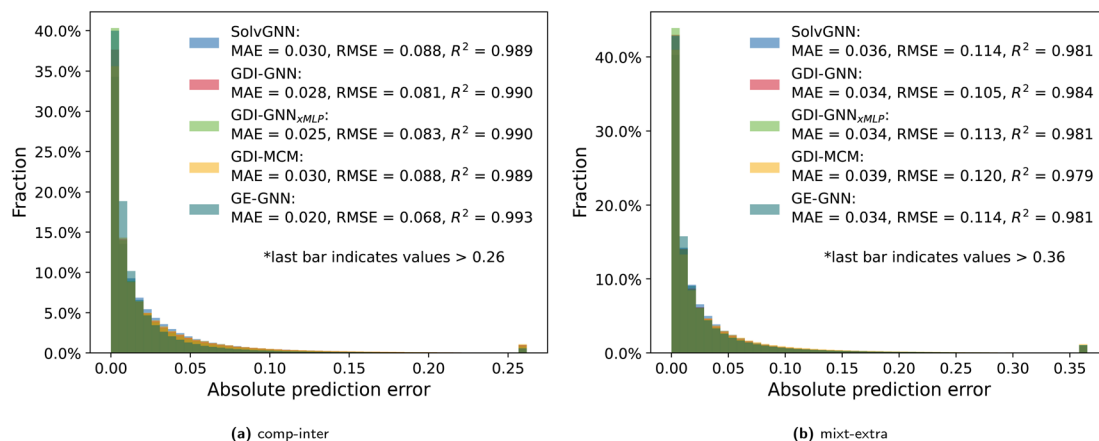 40.0%
35.0%
30.0%
25.0%
20.0%
15.0%
10.0%
5.0%
0.0%
Fraction
SolvGNN:
MAE = 0.030, RMSE = 0.088, R² = 0.989
GDI-GNN:
MAE = 0.028, RMSE = 0.081, R² = 0.990
GDI-GNNxMLP:
MAE = 0.025, RMSE = 0.083, R² = 0.990
GDI-MCM:
MAE = 0.030, RMSE = 0.088, R² = 0.989
GE-GNN:
MAE = 0.020, RMSE = 0.068, R² = 0.993
*last bar indicates values > 0.26
0.00 0.05 0.10 0.15 0.20 0.25
Absolute prediction error
(a) comp-inter
40.0%
30.0%
20.0%
10.0%
0.0%
Fraction
SolvGNN:
MAE = 0.036, RMSE = 0.114, R² = 0.981
GDI-GNN:
MAE = 0.034, RMSE = 0.105, R² = 0.984
GDI-GNNxMLP:
MAE = 0.034, RMSE = 0.113, R² = 0.981
GDI-MCM:
MAE = 0.039, RMSE = 0.120, R² = 0.979
GE-GNN:
MAE = 0.034, RMSE = 0.114, R² = 0.981
*last bar indicates values > 0.36
0.00 0.05 0.10 0.15 0.20 0.25 0.30 0.35
Absolute prediction error
(b) mixt-extra